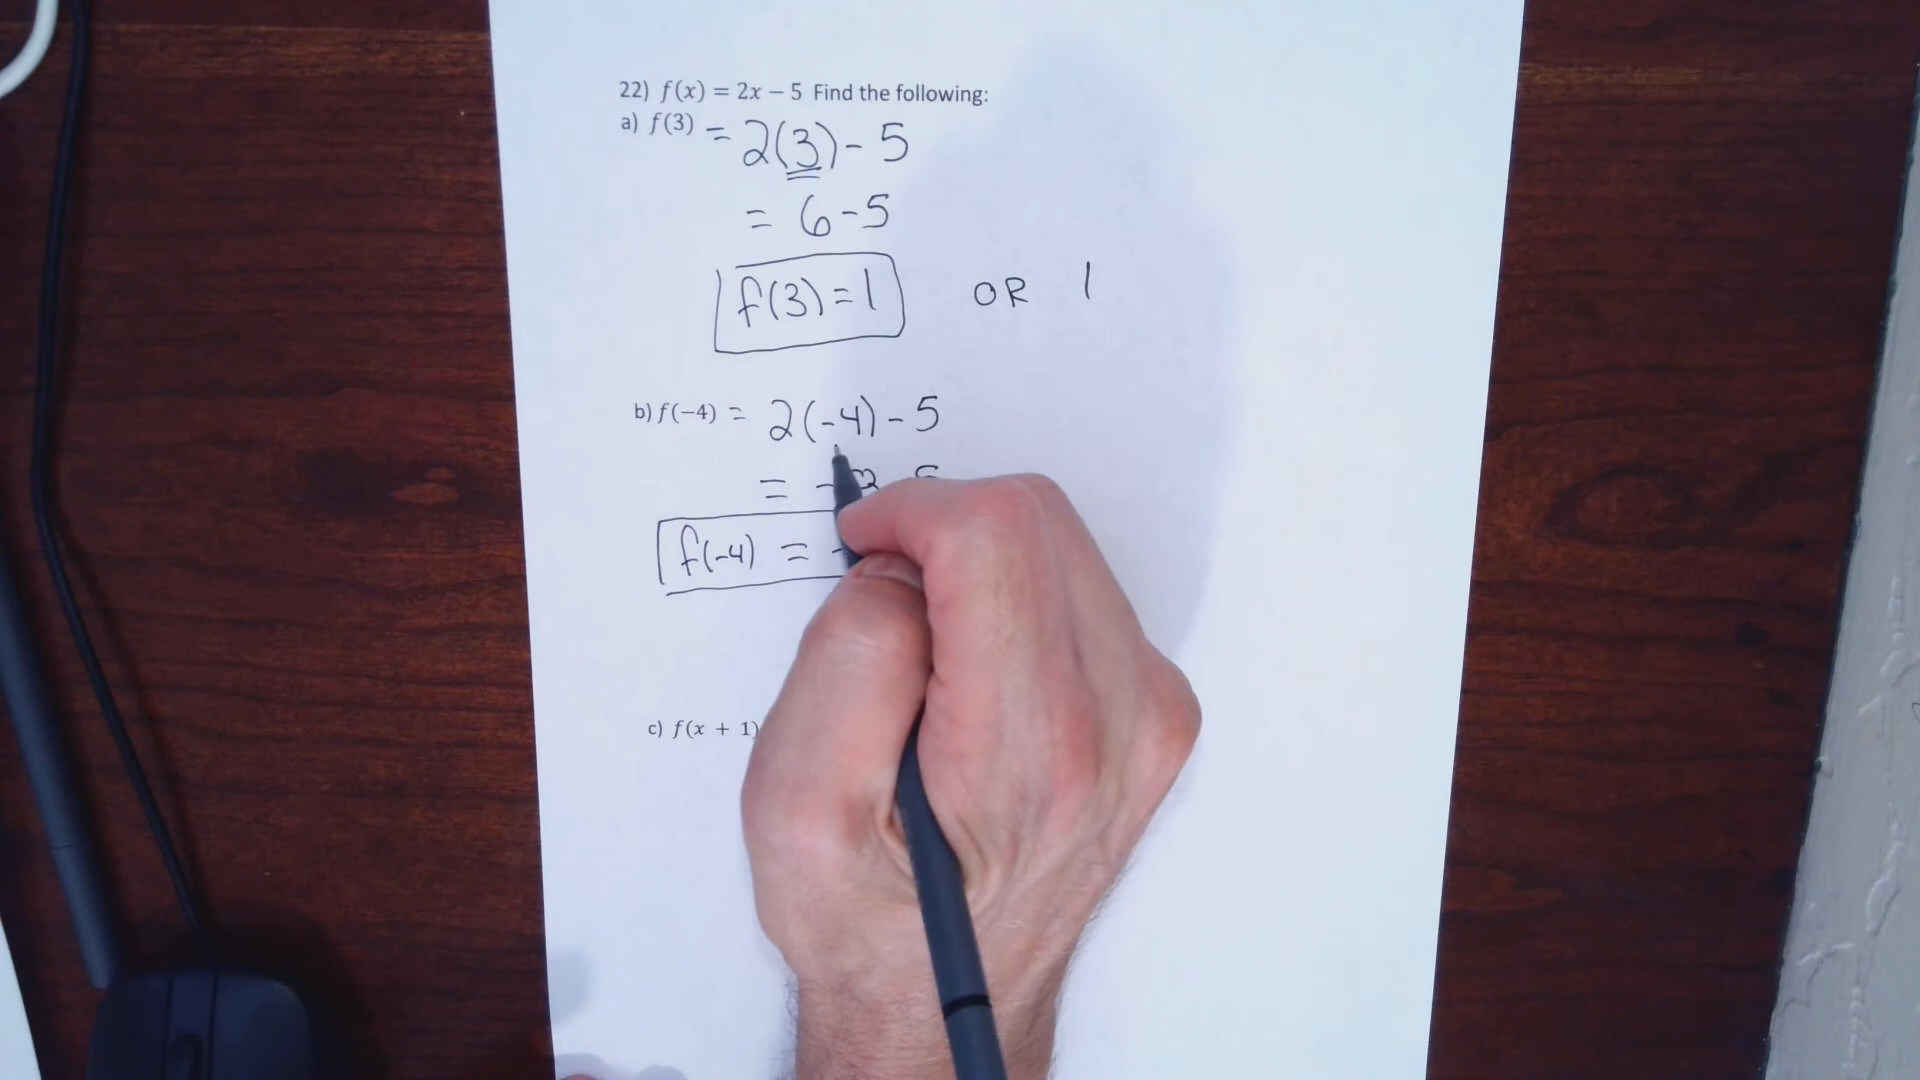 22) f(x) = 2x − 5 Find the following:
a) f(3) = 2(3) - 5
= 6 - 5
f(3) = 1 OR 1
b) f(−4) = 2(-4) - 5
= -
f(-4) = -
c) f(x + 1)